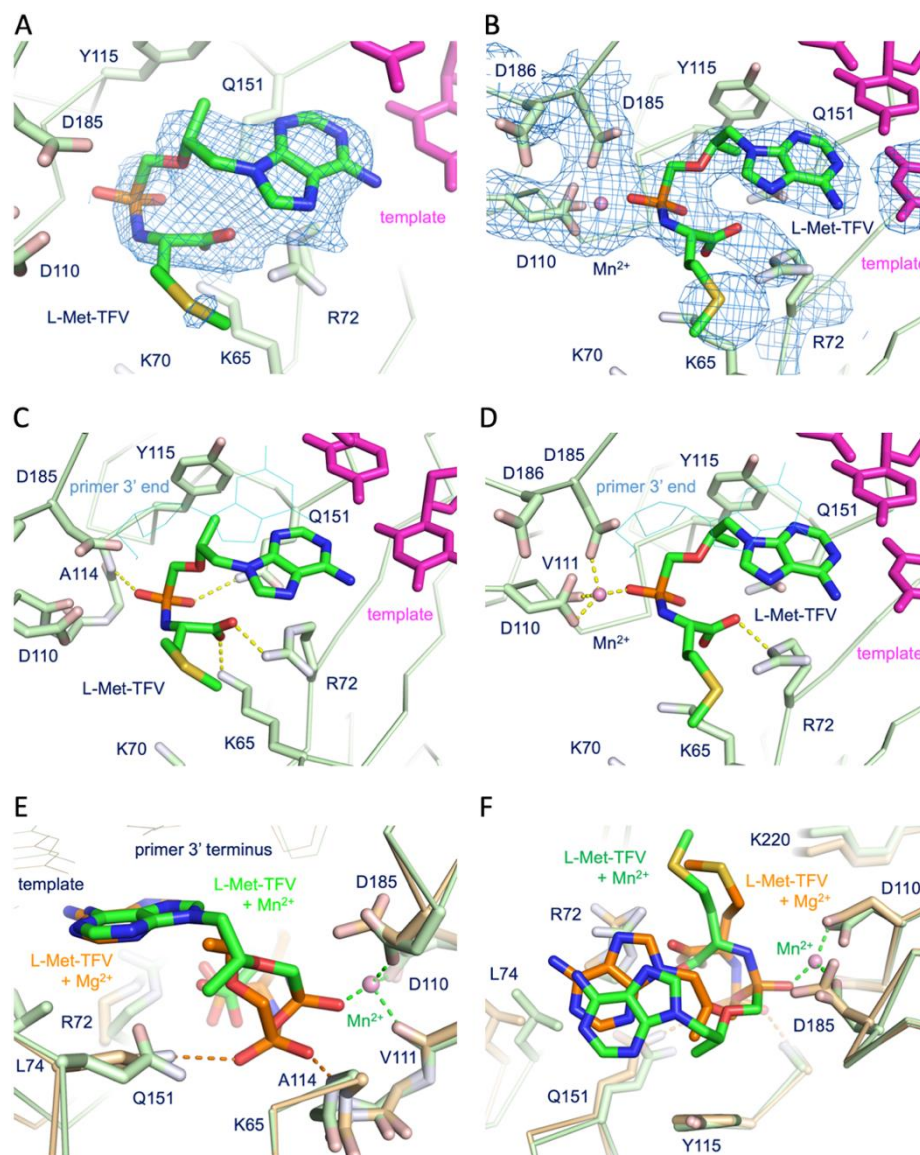 A
Y115
Q151
D185
template
D110
L-Met-TFV
R72
K70
K65
B
D186
D185
Y115
Q151
L-Met-TFV
D110
Mn²⁺
template
R72
K70
K65
C
D185
Y115
primer 3’ end
Q151
A114
template
D110
L-Met-TFV
R72
K70
K65
D
D185
D186
Y115
primer 3’ end
Q151
V111
L-Met-TFV
D110
Mn²⁺
template
R72
K70
K65
E
primer 3’ terminus
template
L-Met-TFV
+ Mn²⁺
D185
L-Met-TFV
+ Mg²⁺
D110
Mn²⁺
R72
L74
V111
Q151
A114
K65
F
K220
L-Met-TFV
+ Mn²⁺
L-Met-TFV
+ Mg²⁺
D110
R72
Mn²⁺
L74
D185
Q151
Y115